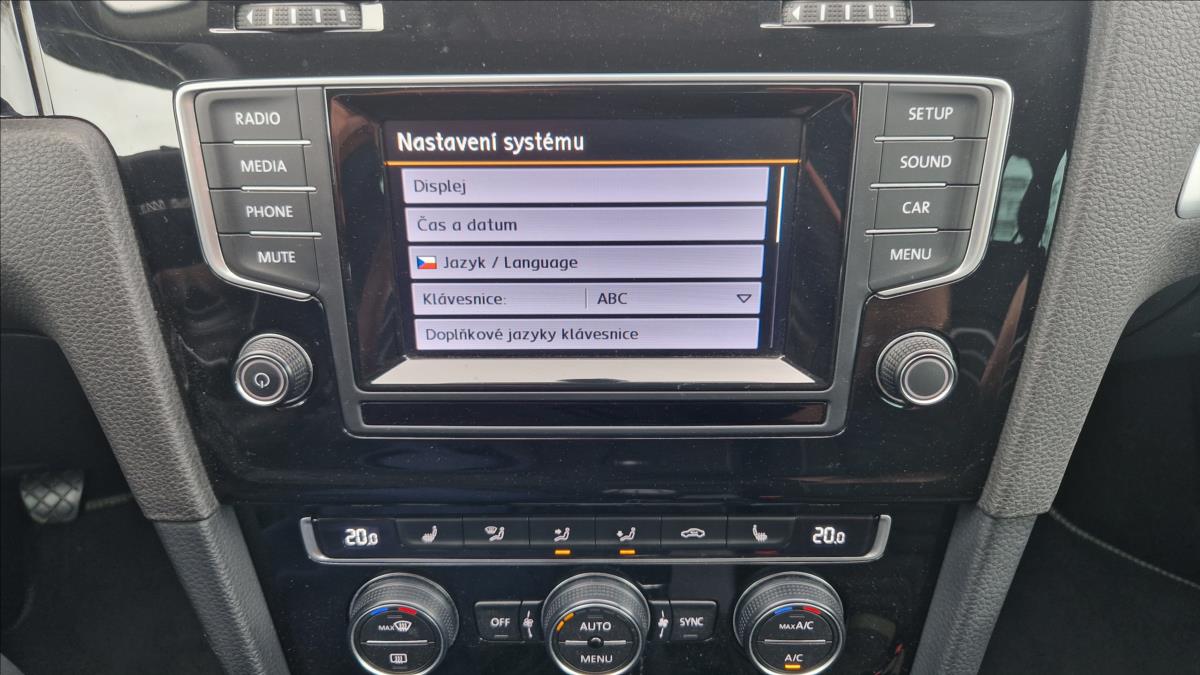 RADIO
MEDIA
PHONE
MUTE
Nastavení systému
Displej
Čas a datum
Jazyk / Language
Klávesnice: ABC
Doplňkové jazyky klávesnice
SETUP
SOUND
CAR
MENU
20.0
20.0
MAX
OFF
AUTO
MENU
SYNC
MAX A/C
A/C